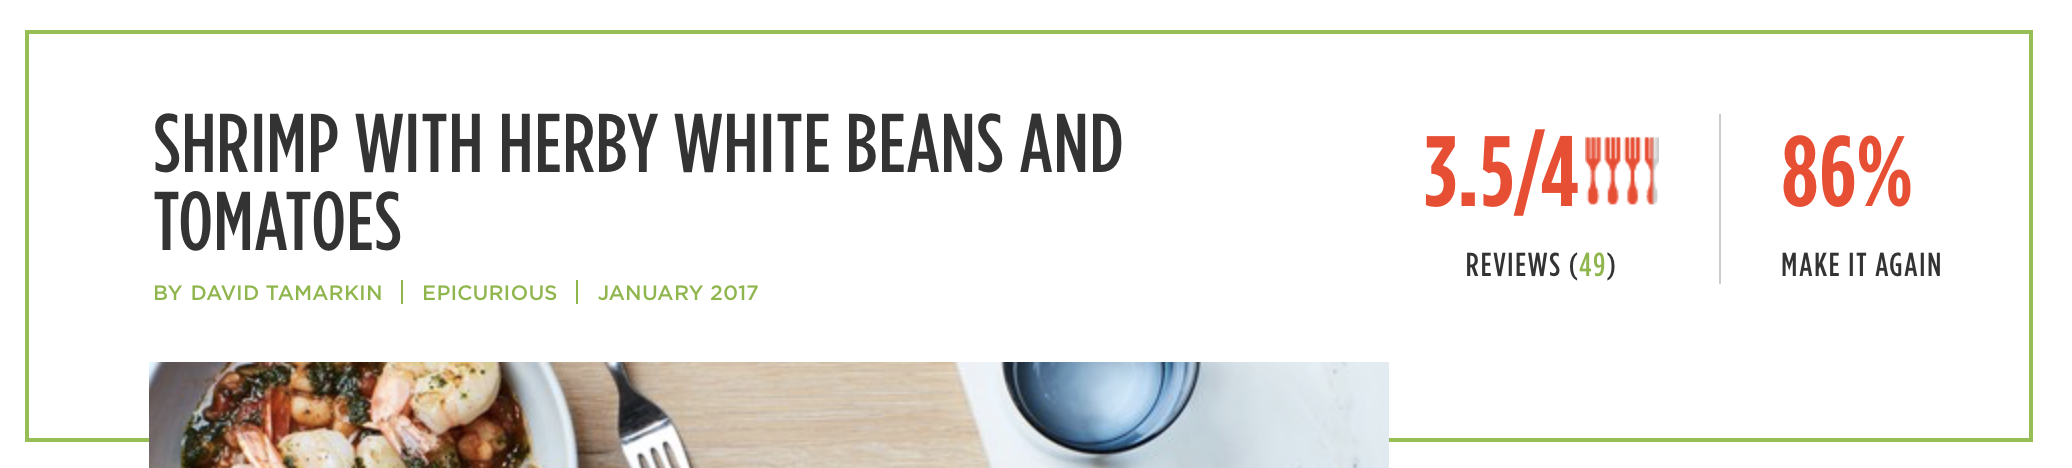 SHRIMP WITH HERBY WHITE BEANS AND
TOMATOES
BY DAVID TAMARKIN | EPICURIOUS | JANUARY 2017
3.5/4
REVIEWS (49)
86%
MAKE IT AGAIN